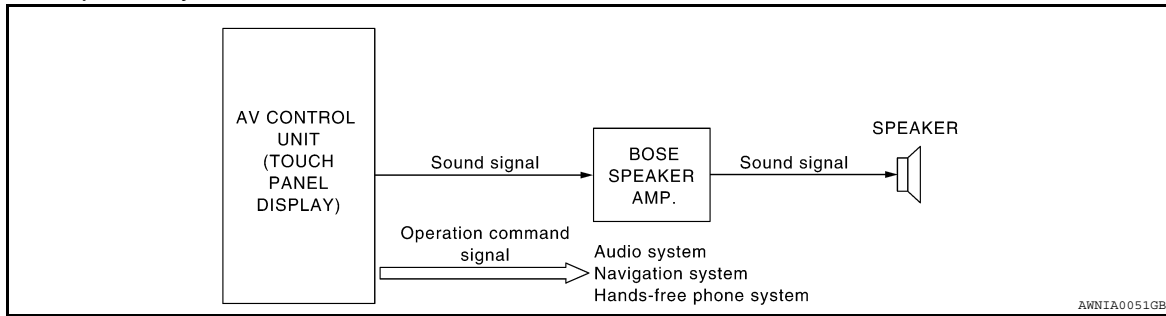 AV CONTROL
UNIT
(TOUCH
PANEL
DISPLAY)
Sound signal
BOSE
SPEAKER
AMP.
Sound signal
SPEAKER
Operation command
signal
Audio system
Navigation system
Hands-free phone system
AWNIA0051GB